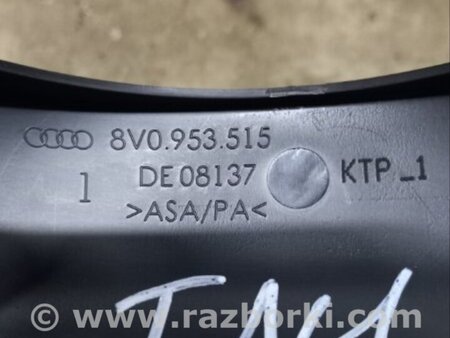 8V0.953.515
1 DE08137 KTP_1
>ASA/PA<
© www.razborki.com